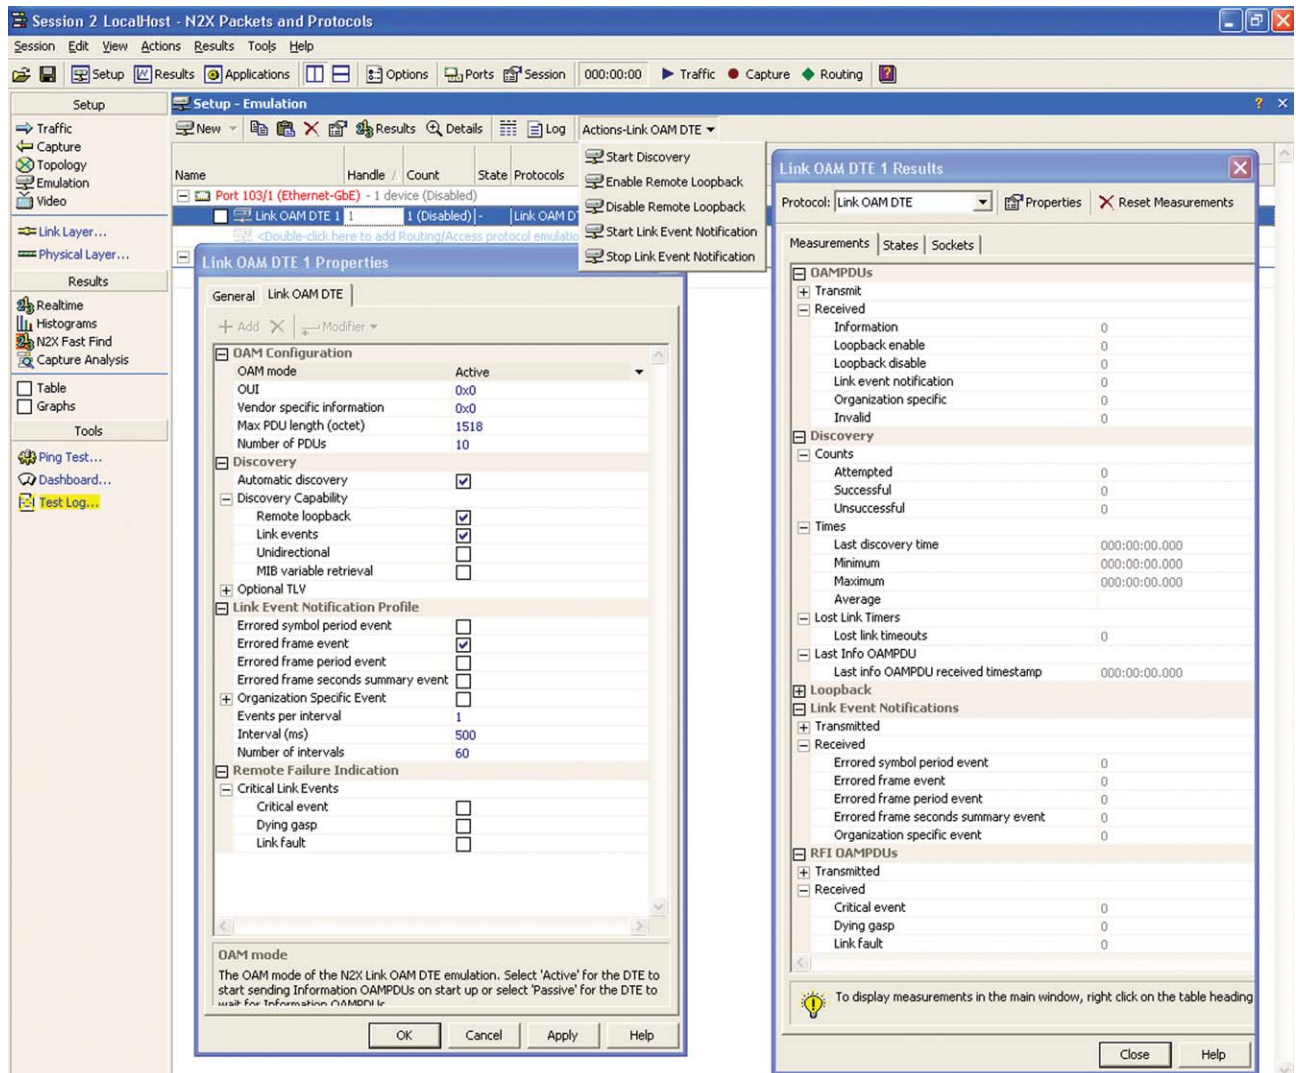 Session 2 LocalHost - N2X Packets and Protocols
Session Edit View Actions Results Tools Help
Setup Results Applications Options Ports Session 000:00:00 Traffic Capture Routing
Setup
Traffic
Capture
Topology
Emulation
Video
Link Layer...
Physical Layer...
Results
Realtime
Histograms
N2X Fast Find
Capture Analysis
Table
Graphs
Tools
Ping Test...
Dashboard...
Test Log...
Setup - Emulation
New Results Details Log Actions-Link OAM DTE
Name Handle / Count State Protocols
Port 103/1 (Ethernet-GbE) - 1 device (Disabled)
Link OAM DTE 1 1 1 (Disabled) - Link OAM D
<Double-click here to add Routing/Access protocol emulatio
Start Discovery
Enable Remote Loopback
Disable Remote Loopback
Start Link Event Notification
Stop Link Event Notification
Link OAM DTE 1 Properties
General Link OAM DTE
Add Modifier
OAM Configuration
OAM mode Active
OUI 0x0
Vendor specific information 0x0
Max PDU length (octet) 1518
Number of PDUs 10
Discovery
Automatic discovery
Discovery Capability
Remote loopback
Link events
Unidirectional
MIB variable retrieval
Optional TLV
Link Event Notification Profile
Errored symbol period event
Errored frame event
Errored frame period event
Errored frame seconds summary event
Organization Specific Event
Events per interval 1
Interval (ms) 500
Number of intervals 60
Remote Failure Indication
Critical Link Events
Critical event
Dying gasp
Link fault
OAM mode
The OAM mode of the N2X Link OAM DTE emulation. Select 'Active' for the DTE to
start sending Information OAMPDUs on start up or select 'Passive' for the DTE to
wait for Information OAMPDUs
OK Cancel Apply Help
Link OAM DTE 1 Results
Protocol: Link OAM DTE Properties Reset Measurements
Measurements States Sockets
OAMPDUs
Transmit
Received
Information 0
Loopback enable 0
Loopback disable 0
Link event notification 0
Organization specific 0
Invalid 0
Discovery
Counts
Attempted 0
Successful 0
Unsuccessful 0
Times
Last discovery time 000:00:00.000
Minimum 000:00:00.000
Maximum 000:00:00.000
Average
Lost Link Timers
Lost link timeouts 0
Last Info OAMPDU
Last info OAMPDU received timestamp 000:00:00.000
Loopback
Link Event Notifications
Transmitted
Received
Errored symbol period event 0
Errored frame event 0
Errored frame period event 0
Errored frame seconds summary event 0
Organization specific event 0
RFI OAMPDUs
Transmitted
Received
Critical event 0
Dying gasp 0
Link fault 0
To display measurements in the main window, right click on the table heading
Close Help